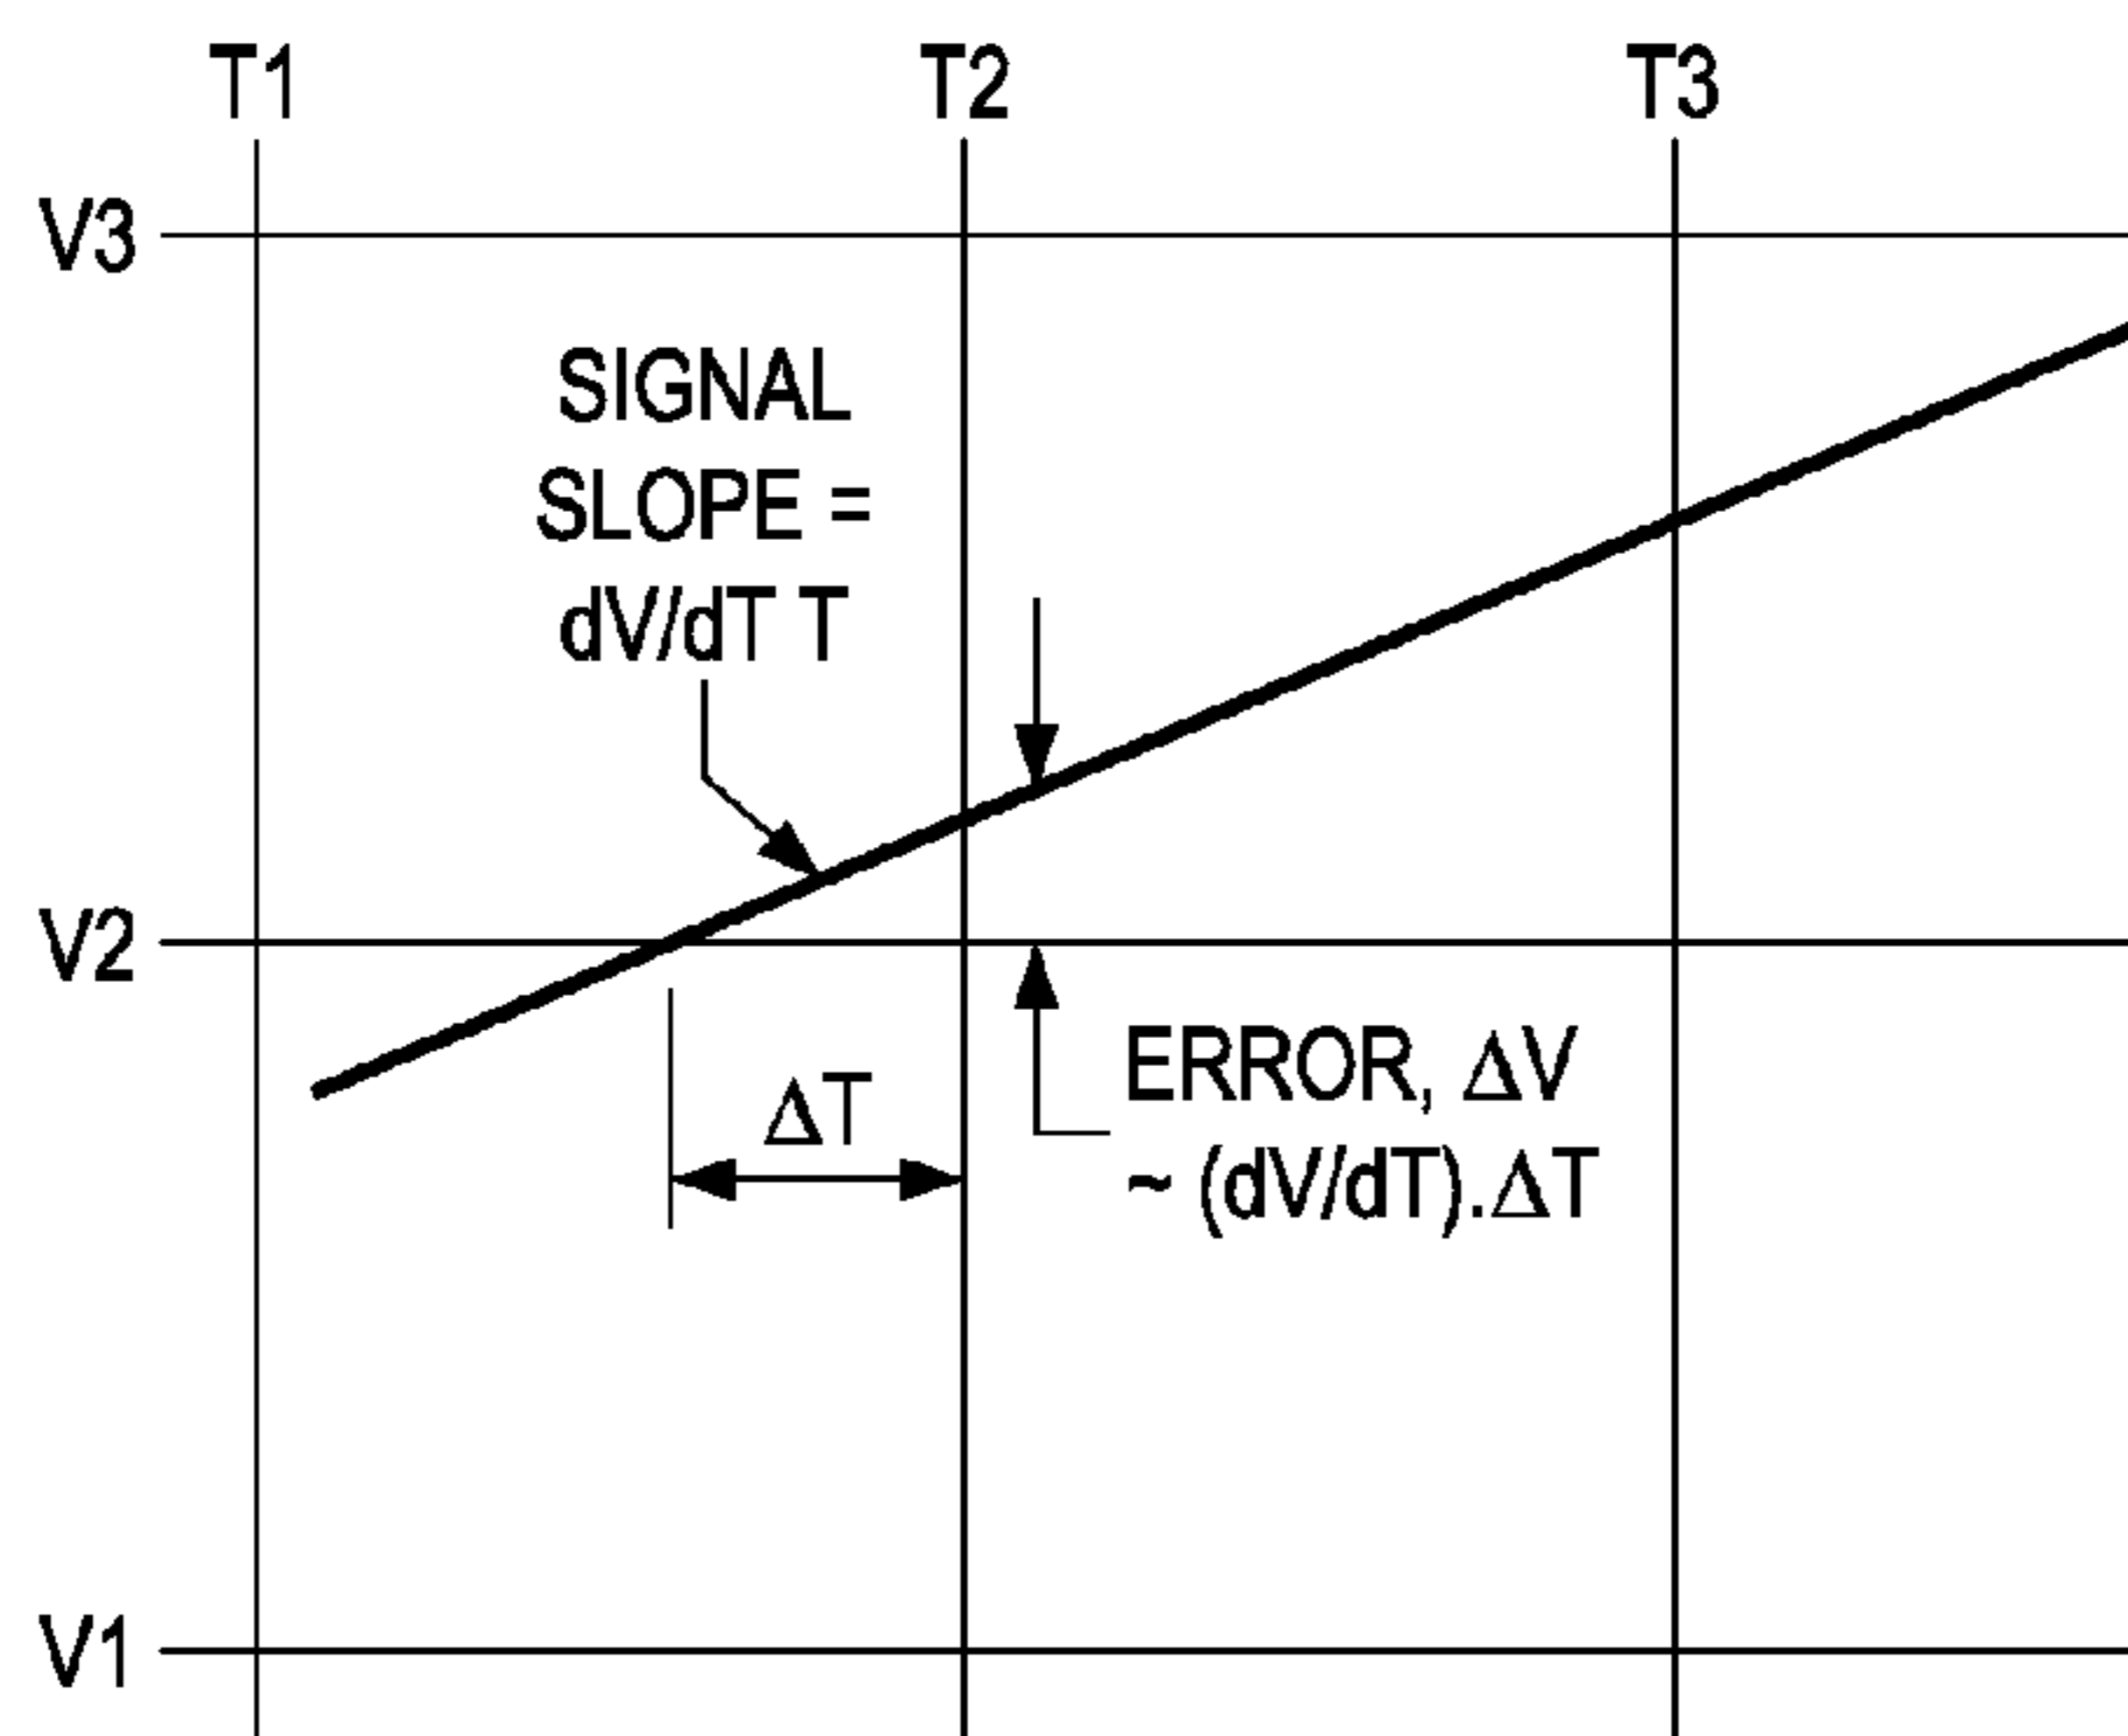 T1 T2 T3
V3
SIGNAL
SLOPE =
dV/dT T
V2
ERROR, ΔV
ΔT
~ (dV/dT).ΔT
V1